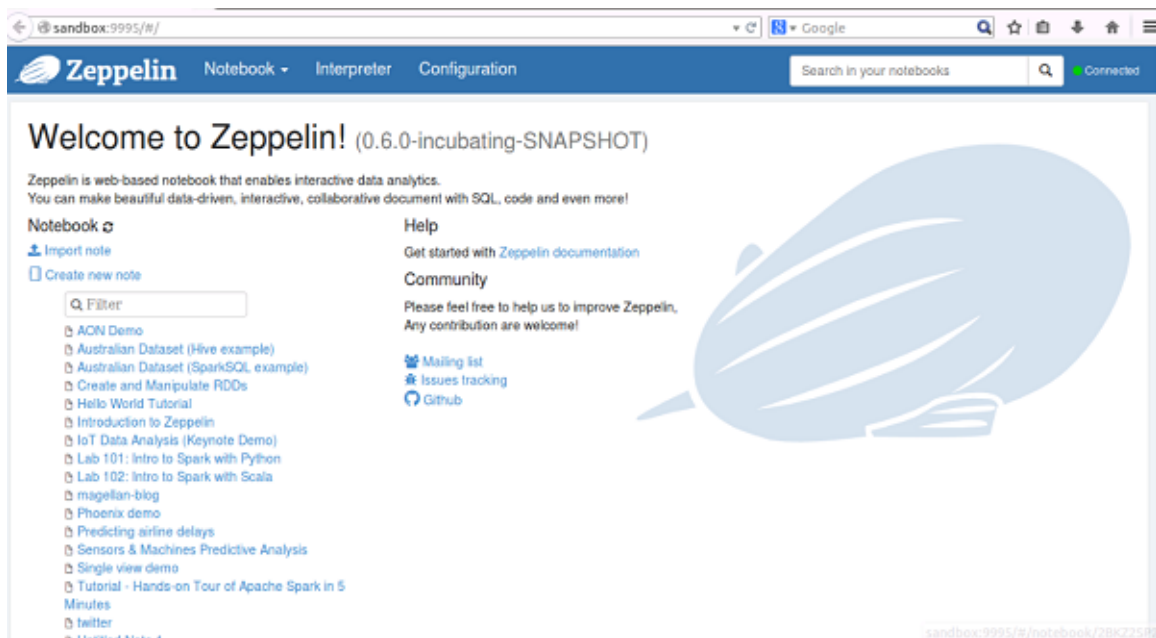 sandbox:9995/#/
Google
Zeppelin
Notebook
Interpreter
Configuration
Search in your notebooks
Connected
Welcome to Zeppelin! (0.6.0-incubating-SNAPSHOT)
Zeppelin is web-based notebook that enables interactive data analytics.
You can make beautiful data-driven, interactive, collaborative document with SQL, code and even more!
Notebook
Import note
Create new note
Filter
AON Demo
Australian Dataset (Hive example)
Australian Dataset (SparkSQL example)
Create and Manipulate RDDs
Hello World Tutorial
Introduction to Zeppelin
IoT Data Analysis (Keynote Demo)
Lab 101: Intro to Spark with Python
Lab 102: Intro to Spark with Scala
magellan-blog
Phoenix demo
Predicting airline delays
Sensors & Machines Predictive Analysis
Single view demo
Tutorial - Hands-on Tour of Apache Spark in 5
Minutes
twitter
Help
Get started with Zeppelin documentation
Community
Please feel free to help us to improve Zeppelin,
Any contribution are welcome!
Mailing list
Issues tracking
Github